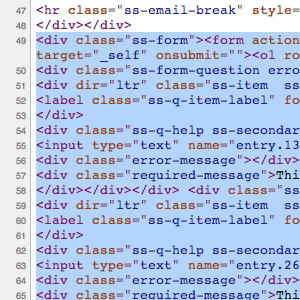 47 <hr class="ss-email-break" style=
48 </div></div>
49 <div class="ss-form"><form action
50 target="_self" onsubmit=""><ol ro
<div class="ss-form-question erro
51 <div dir="ltr" class="ss-item  ss
52 <label class="ss-q-item-label" fo
53 </div>
54 <div class="ss-q-help ss-secondar
55 <input type="text" name="entry.13
56 <div class="error-message"></div>
57 <div class="required-message">Thi
58 </div></div></div> <div class="ss
59 <div dir="ltr" class="ss-item  ss
60 <label class="ss-q-item-label" fo
61 </div>
62 <div class="ss-q-help ss-secondar
63 <input type="text" name="entry.26
64 <div class="error-message"></div>
65 <div class="required-message">Thi